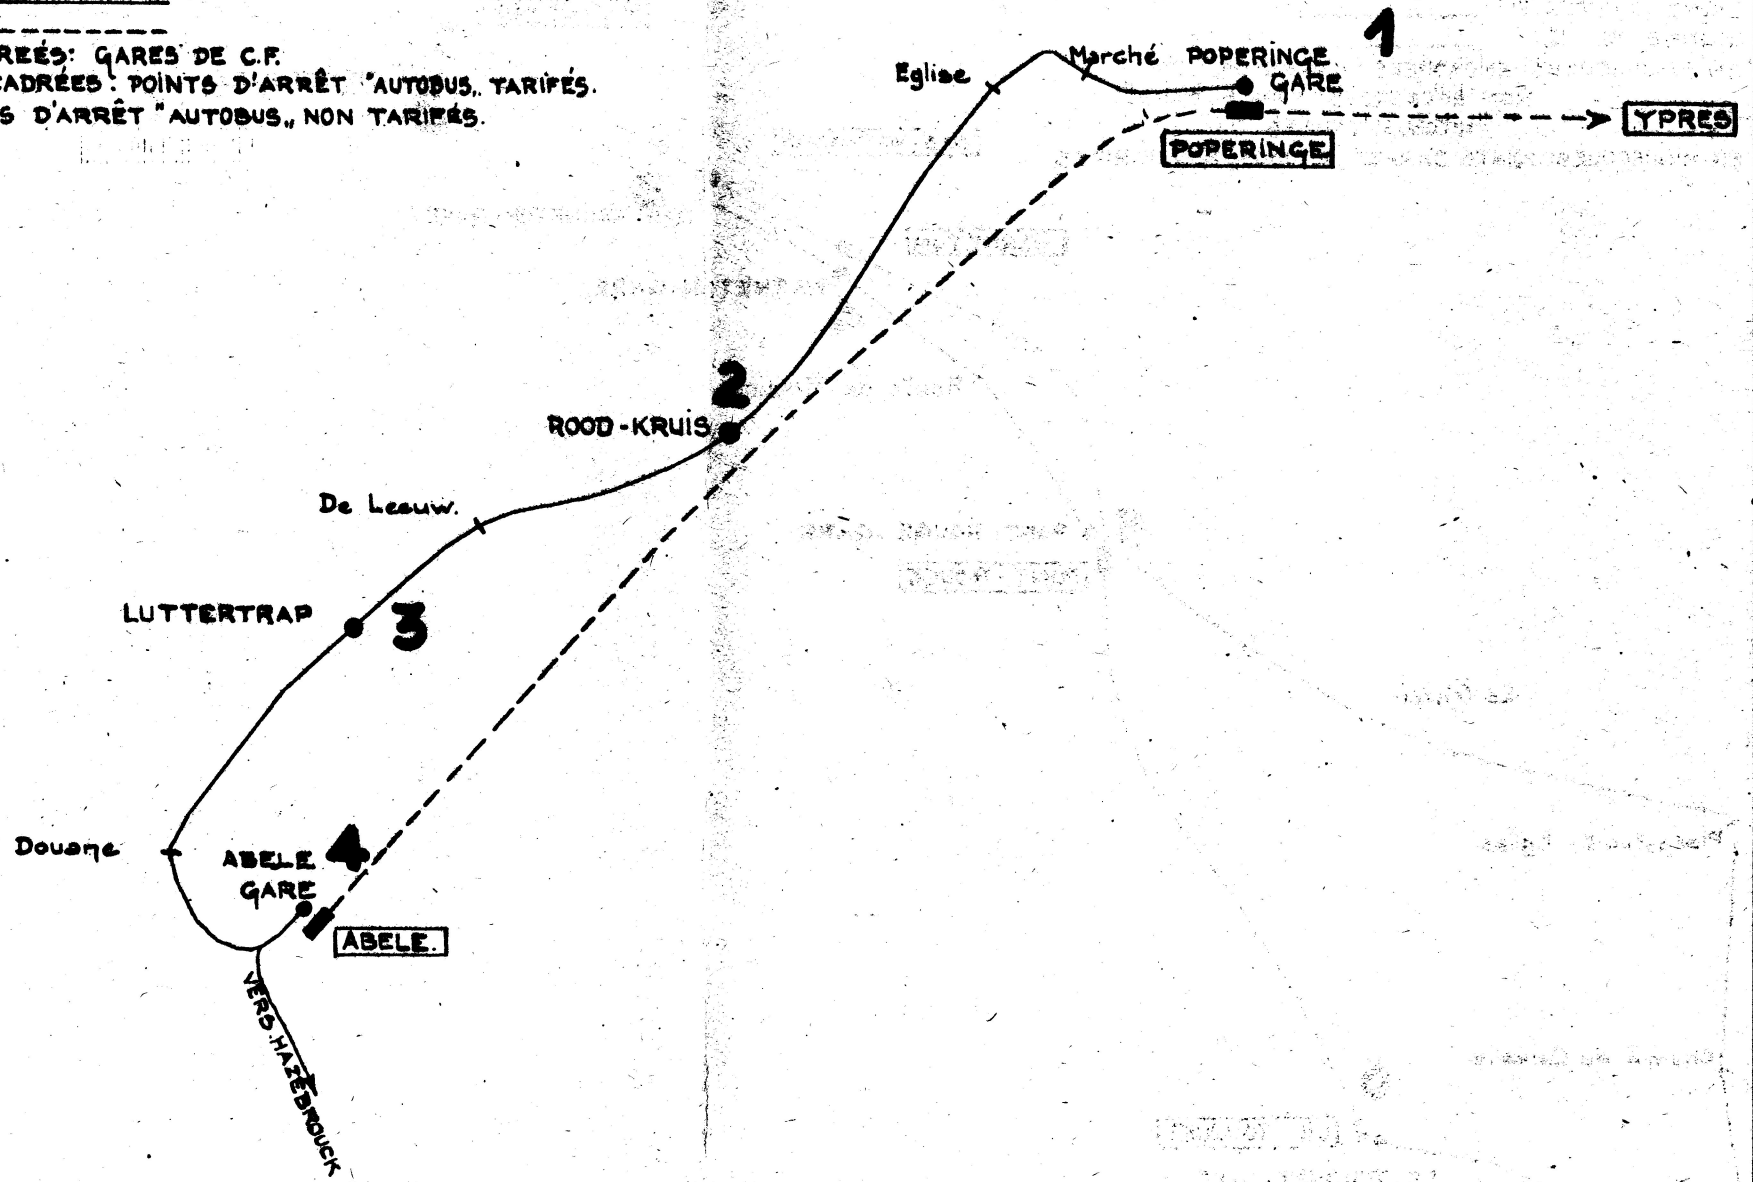 REÉS: GARES DE C.F.
CADRÉES: POINTS D'ARRÊT "AUTOBUS„ TARIFÉS.
S D'ARRÊT "AUTOBUS„ NON TARIFÉS.
1
Eglise
Marché
POPERINGE
GARE
YPRES
POPERINGE
2
ROOD-KRUIS
De Leeuw.
LUTTERTRAP
3
Douane
ABELE
GARE
4
ABELE.
VERS.HAZEBROUCK